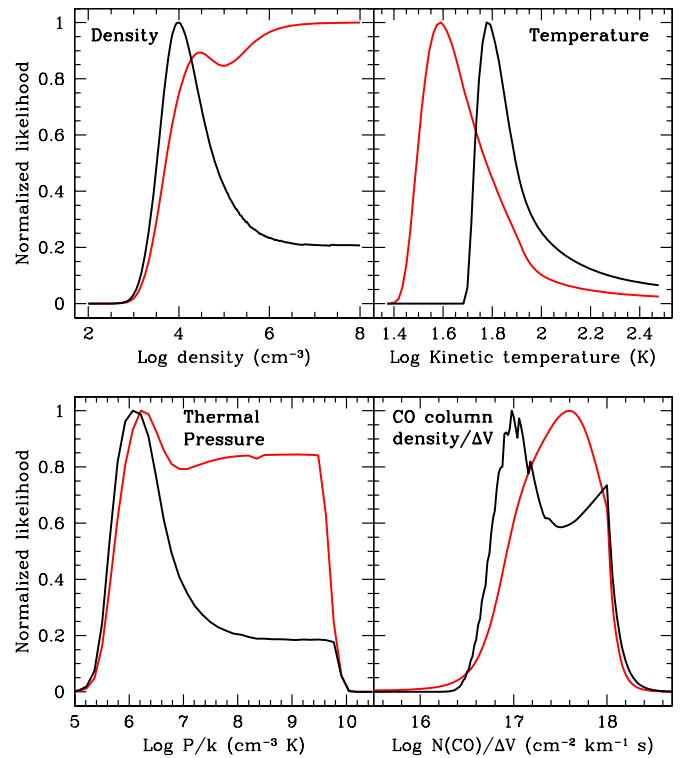 Density
Temperature
Normalized likelihood
1
0.8
0.6
0.4
0.2
0
2 4 6 8
1.4 1.6 1.8 2 2.2 2.4
Log density (cm⁻³)
Log Kinetic temperature (K)
Thermal
Pressure
CO column
density/ΔV
Normalized likelihood
1
0.8
0.6
0.4
0.2
0
5 6 7 8 9 10
16 17 18
Log P/k (cm⁻³ K)
Log N(CO)/ΔV (cm⁻² km⁻¹ s)